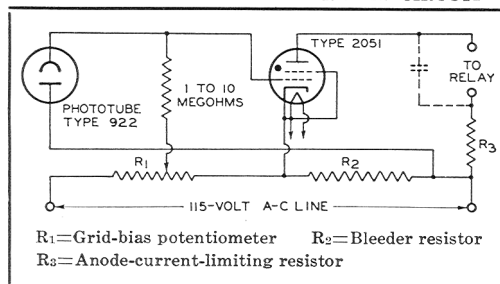 TYPE 2051
1 TO 10
MEGOHMS
TO
RELAY
PHOTOTUBE
TYPE 922
R3
R1
R2
115-VOLT A-C LINE
R1=Grid-bias potentiometer R2=Bleeder resistor
R3=Anode-current-limiting resistor